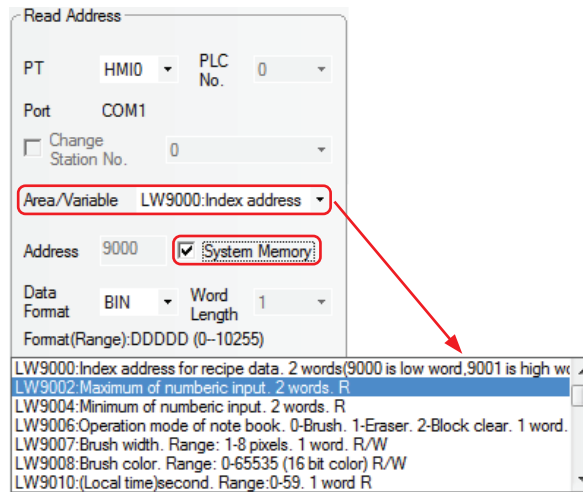 Read Address
PT HMI0 PLC No. 0
Port COM1
Change Station No. 0
Area/Variable LW9000:Index address
Address 9000 System Memory
Data Format BIN Word Length 1
Format(Range):DDDDD (0--10255)
LW9000:Index address for recipe data. 2 words(9000 is low word,9001 is high
LW9002:Maximum of numberic input. 2 words. R
LW9004:Minimum of numberic input. 2 words. R
LW9006:Operation mode of note book. 0-Brush. 1-Eraser. 2-Block clear. 1 word.
LW9007:Brush width. Range: 1-8 pixels. 1 word. R/W
LW9008:Brush color. Range: 0-65535 (16 bit color) R/W
LW9010:(Local time)second. Range:0-59. 1 word R